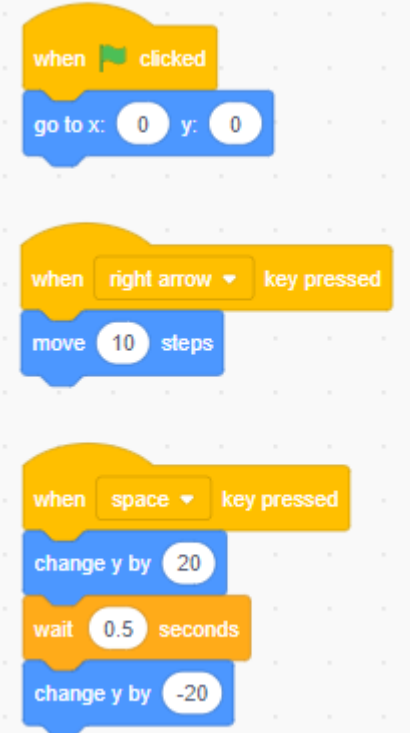 when clicked
go to x: 0 y: 0
when right arrow key pressed
move 10 steps
when space key pressed
change y by 20
wait 0.5 seconds
change y by -20